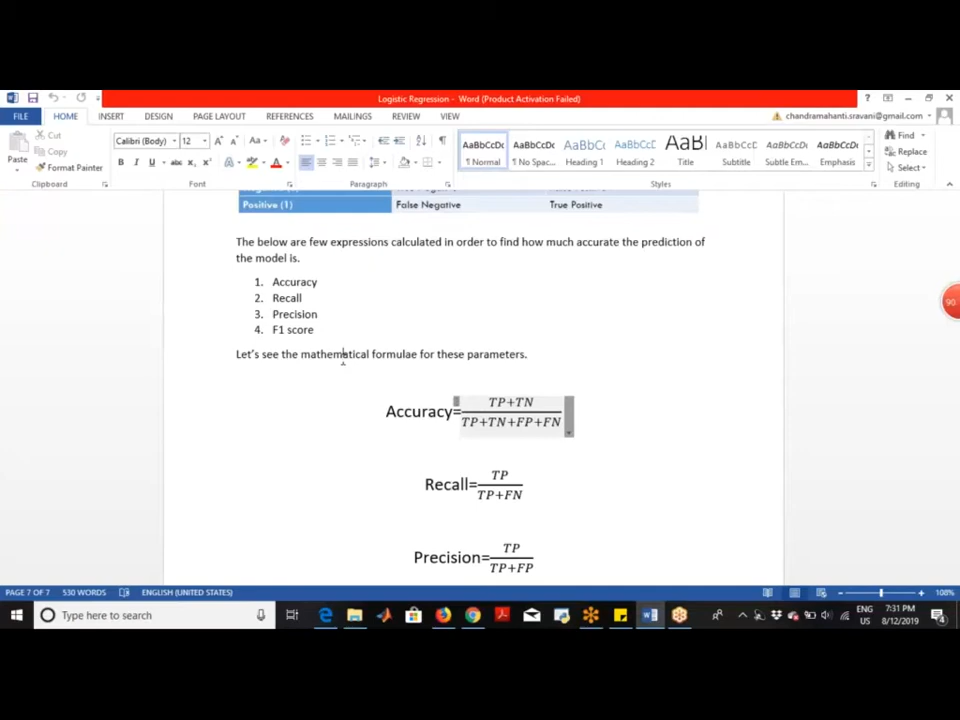 Logistic Regression - Word (Product Activation Failed)
FILE HOME INSERT DESIGN PAGE LAYOUT REFERENCES MAILINGS REVIEW VIEW chandramahanti.sravani@gmail.com
Cut
Copy
Paste
Format Painter
Calibri (Body) 12
AaBbCcDc AaBbCcDc AaBbCc AaBbCcC AaBl AaBbCcC AaBbCcDc AaBbCcDc
¶ Normal ¶ No Spac... Heading 1 Heading 2 Title Subtitle Subtle Em... Emphasis
Find
Replace
Select
Clipboard Font Paragraph Styles Editing
Positive (1) False Negative True Positive
The below are few expressions calculated in order to find how much accurate the prediction of
the model is.
1. Accuracy
2. Recall
3. Precision
4. F1 score
Let's see the mathematical formulae for these parameters.
Accuracy= TP+TN
TP+TN+FP+FN
Recall= TP
TP+FN
Precision= TP
TP+FP
90
PAGE 7 OF 7 530 WORDS ENGLISH (UNITED STATES) 108%
Type here to search
ENG
US
7:31 PM
8/12/2019
4